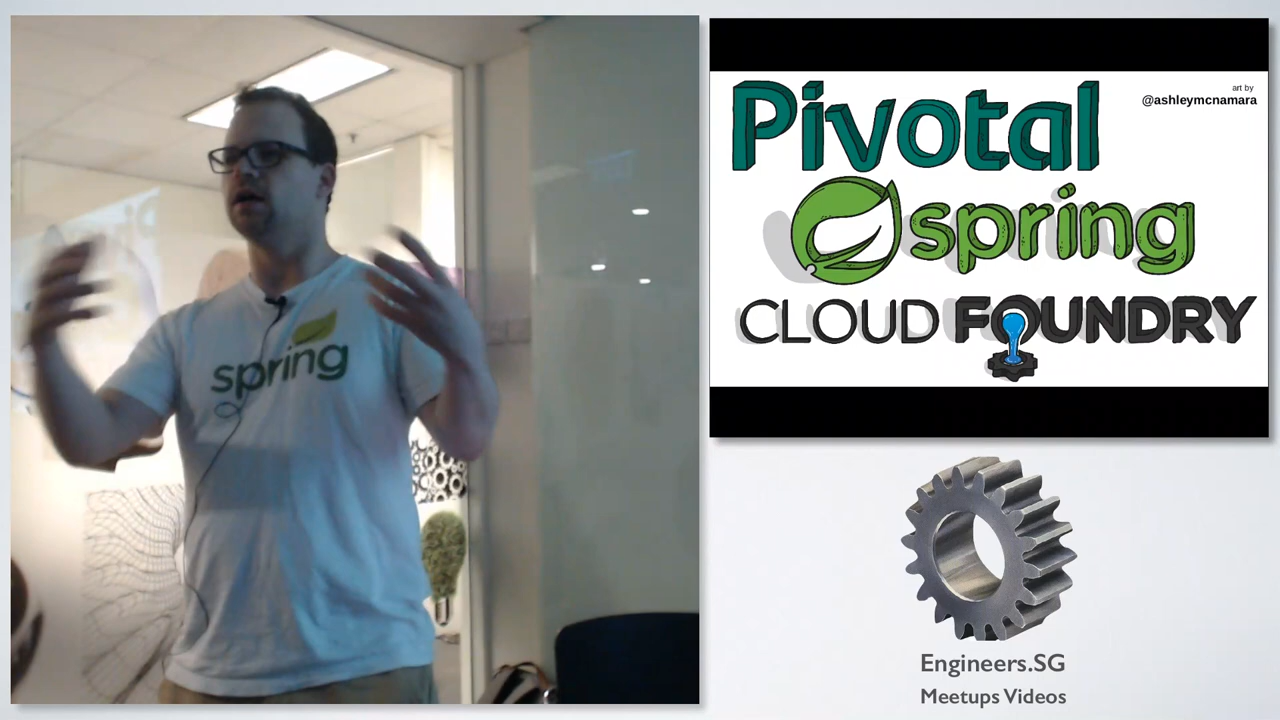 spring
Pivotal
art by
@ashleymcnamara
spring
CLOUD FOUNDRY
Engineers.SG
Meetups Videos